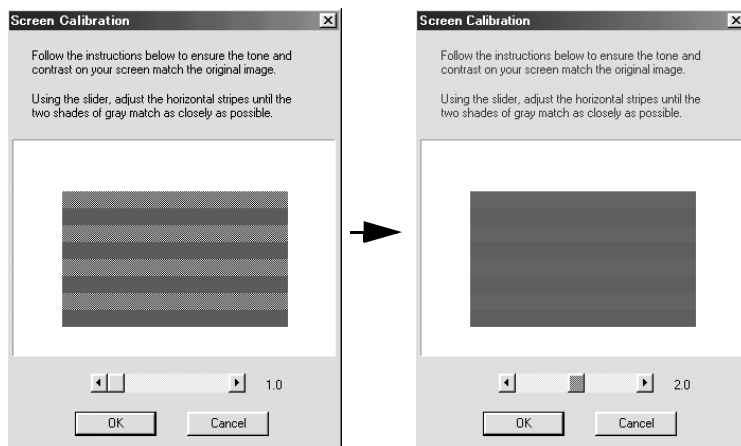 Screen Calibration
Follow the instructions below to ensure the tone and
contrast on your screen match the original image.
Using the slider, adjust the horizontal stripes until the
two shades of gray match as closely as possible.
1.0
OK Cancel
Screen Calibration
Follow the instructions below to ensure the tone and
contrast on your screen match the original image.
Using the slider, adjust the horizontal stripes until the
two shades of gray match as closely as possible.
2.0
OK Cancel